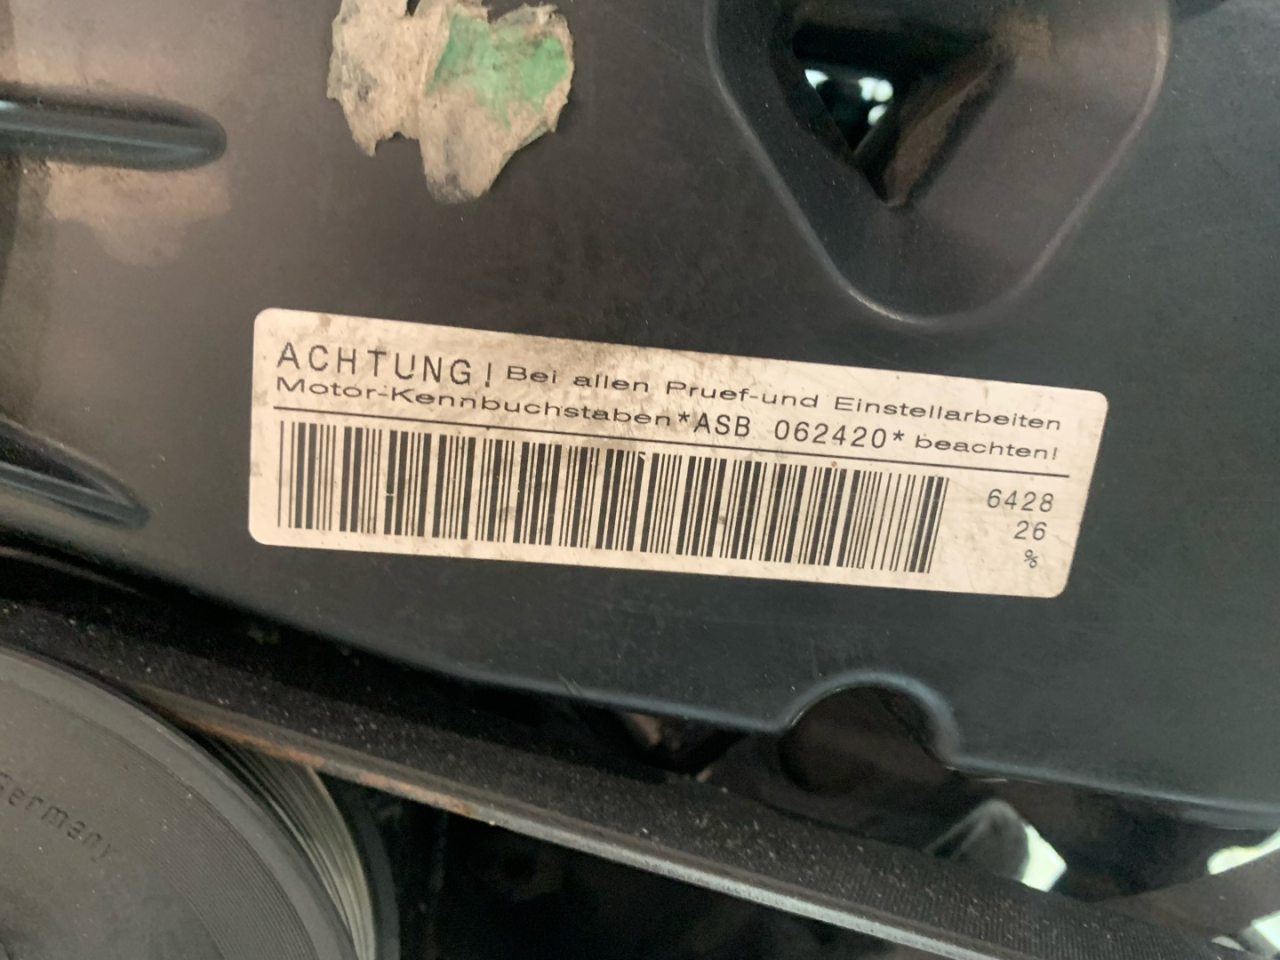 ACHTUNG! Bei allen Pruef-und Einstellarbeiten
Motor-Kennbuchstaben *ASB 062420* beachten!
6428
26
%
germany